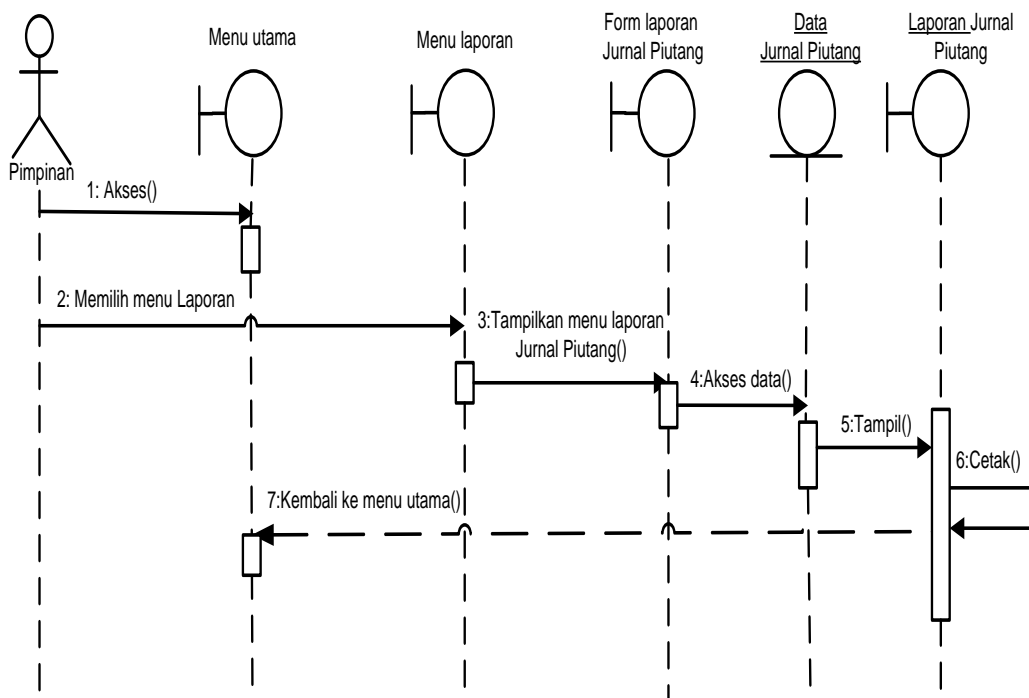 Menu utama
Menu laporan
Form laporan
Jurnal Piutang
Data
Jurnal Piutang
Laporan Jurnal
Piutang
Pimpinan
1: Akses()
2: Memilih menu Laporan
3:Tampilkan menu laporan
Jurnal Piutang()
4:Akses data()
5:Tampil()
6:Cetak()
7:Kembali ke menu utama()